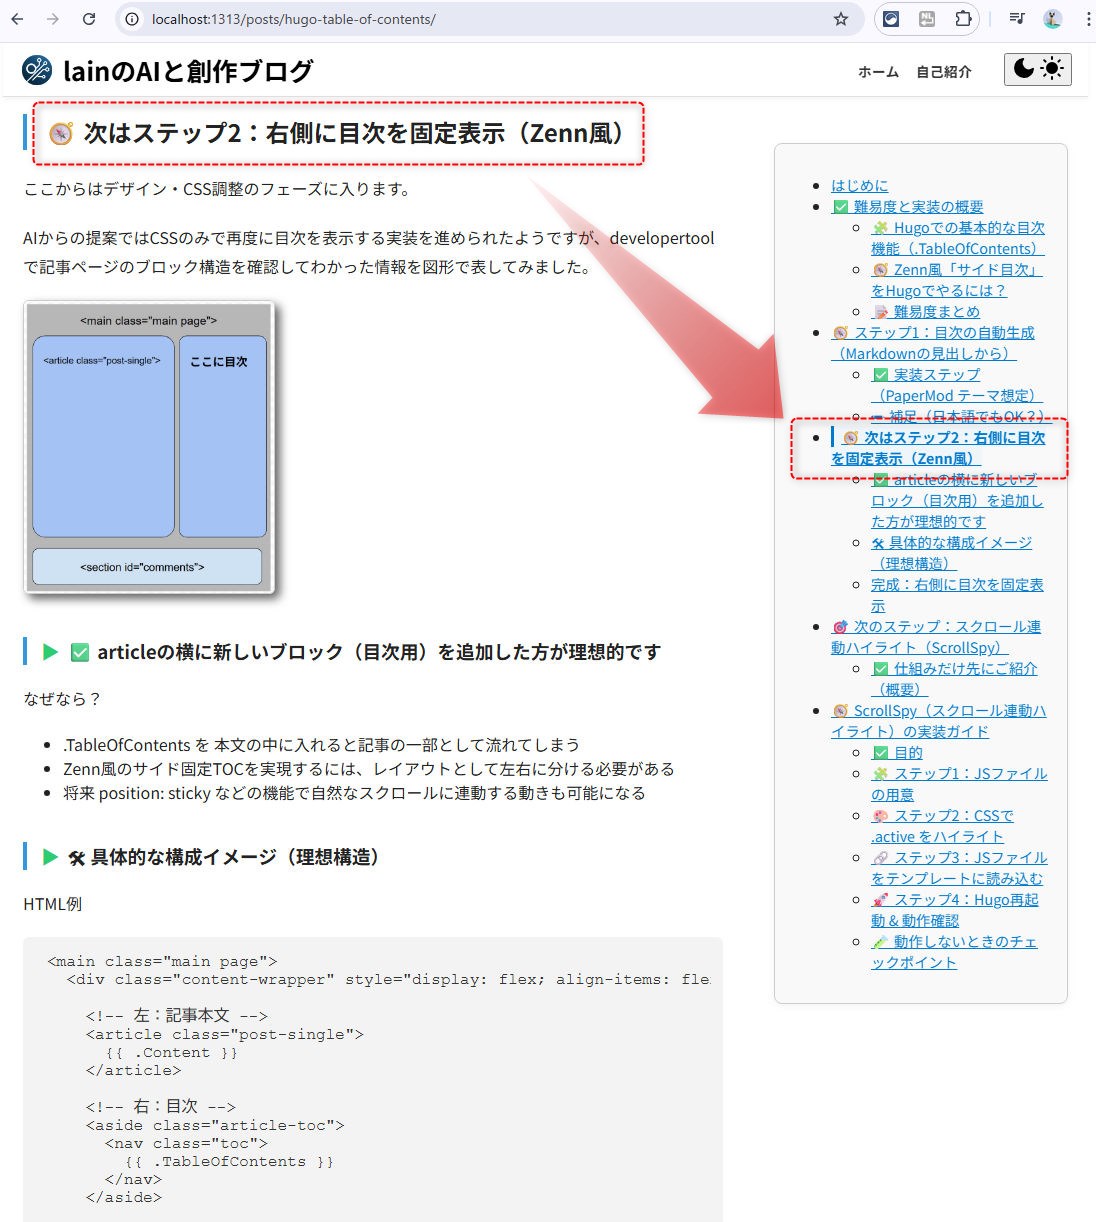 localhost:1313/posts/hugo-table-of-contents/
lainのAIと創作ブログ
ホーム 自己紹介
🧭 次はステップ2：右側に目次を固定表示（Zenn風）
ここからはデザイン・CSS調整のフェーズに入ります。
AIからの提案ではCSSのみで再度に目次を表示する実装を進められたようですが、developertool
で記事ページのブロック構造を確認してわかった情報を図形で表してみました。
<main class="main page">
<article class="post-single">
ここに目次
<section id="comments">
▶ ✅ articleの横に新しいブロック（目次用）を追加した方が理想的です
なぜなら？
.TableOfContents を 本文の中に入れると記事の一部として流れてしまう
Zenn風のサイド固定TOCを実現するには、レイアウトとして左右に分ける必要がある
将来 position: sticky などの機能で自然なスクロールに連動する動きも可能になる
▶ 🛠 具体的な構成イメージ（理想構造）
HTML例
<main class="main page">
<div class="content-wrapper" style="display: flex; align-items: fle
<!-- 左：記事本文 -->
<article class="post-single">
{{ .Content }}
</article>
<!-- 右：目次 -->
<aside class="article-toc">
<nav class="toc">
{{ .TableOfContents }}
</nav>
</aside>
はじめに
✅ 難易度と実装の概要
🧩 Hugoでの基本的な目次
機能（.TableOfContents）
🧭 Zenn風「サイド目次」
をHugoでやるには？
📝 難易度まとめ
🧭 ステップ1：目次の自動生成
（Markdownの見出しから）
✅ 実装ステップ
（PaperMod テーマ想定）
補足（日本語でもOK？）
🧭 次はステップ2：右側に目次
を固定表示（Zenn風）
✅ articleの横に新しいブ
ロック（目次用）を追加し
た方が理想的です
🛠 具体的な構成イメージ
（理想構造）
完成：右側に目次を固定表
示
🎯 次のステップ：スクロール連
動ハイライト（ScrollSpy）
✅ 仕組みだけ先にご紹介
（概要）
🧭 ScrollSpy（スクロール連動ハ
イライト）の実装ガイド
✅ 目的
🧩 ステップ1：JSファイル
の用意
🎨 ステップ2：CSSで
.active をハイライト
🔗 ステップ3：JSファイル
をテンプレートに読み込む
🚀 ステップ4：Hugo再起
動 & 動作確認
🧪 動作しないときのチェ
ックポイント